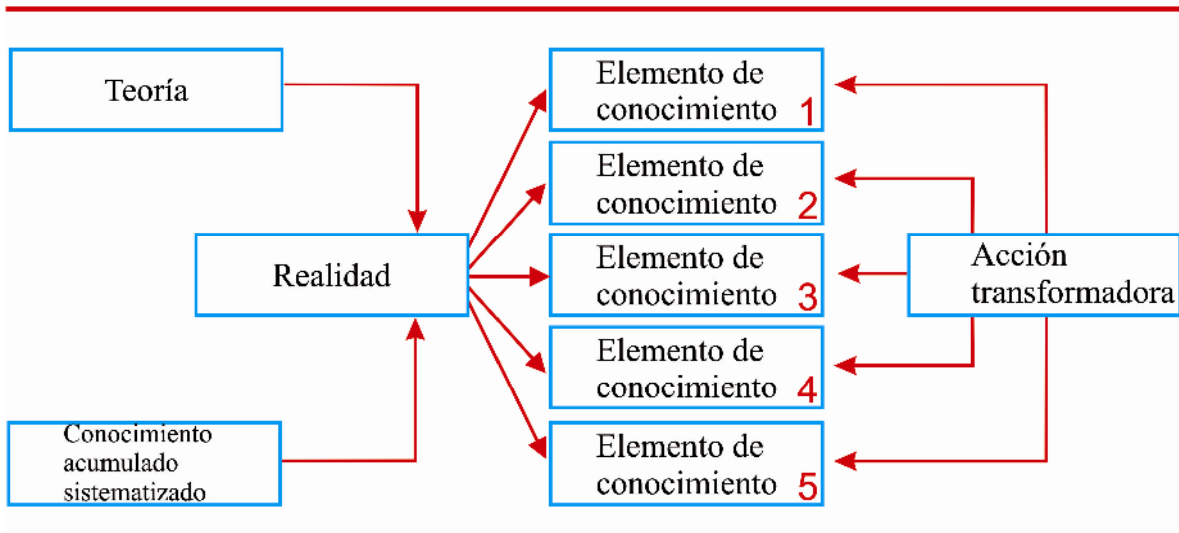 Teoría
Realidad
Conocimiento
acumulado
sistematizado
Elemento de
conocimiento 1
Elemento de
conocimiento 2
Elemento de
conocimiento 3
Elemento de
conocimiento 4
Elemento de
conocimiento 5
Acción
transformadora